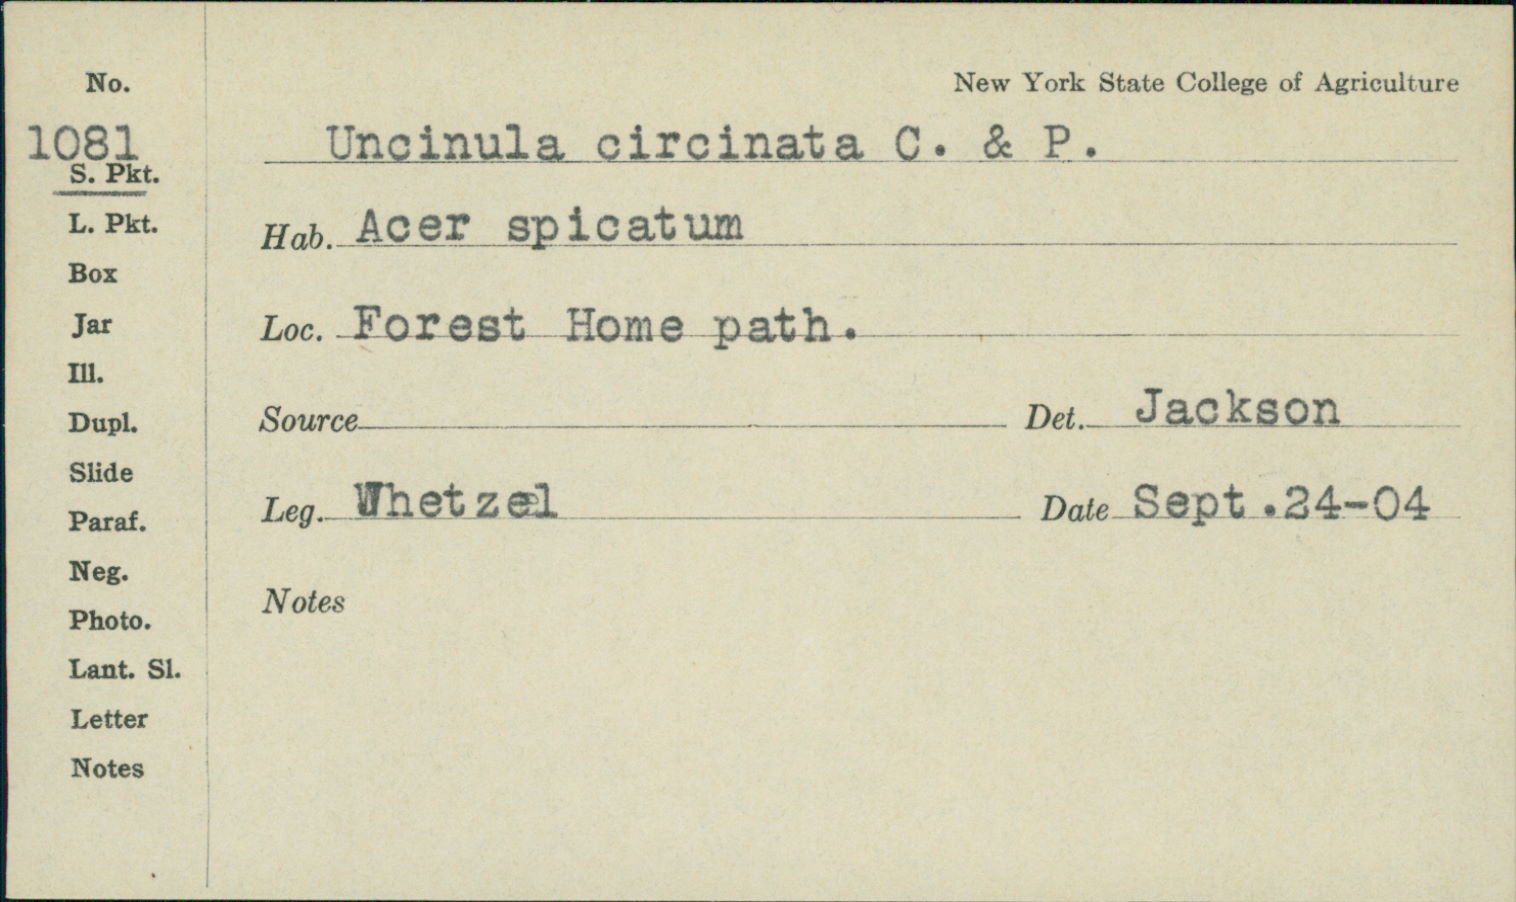 No.
New York State College of Agriculture
1081
Uncinula circinata C. & P.
S. Pkt.
L. Pkt.
Hab. Acer spicatum
Box
Jar
Loc. Forest Home path.
Ill.
Dupl.
Source
Det. Jackson
Slide
Paraf.
Leg. Whetzel
Date Sept.24-04
Neg.
Notes
Photo.
Lant. Sl.
Letter
Notes